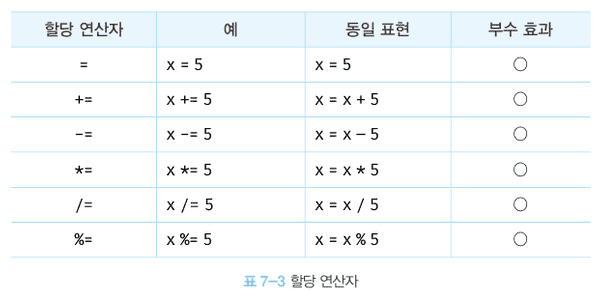 할당 연산자 예 동일 표현 부수 효과
= x = 5 x = 5 ○
+= x += 5 x = x + 5 ○
-= x -= 5 x = x – 5 ○
*= x *= 5 x = x * 5 ○
/= x /= 5 x = x / 5 ○
%= x %= 5 x = x % 5 ○
표 7–3 할당 연산자